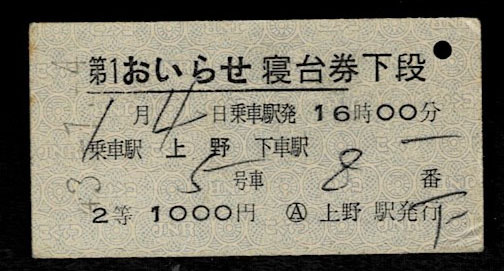 第1おいらせ 寝台券下段
1月4日乗車駅発 16時00分
乗車駅 上野 下車駅 一
5号車 8番
下
2等 1000円 Ⓐ 上野 駅発行